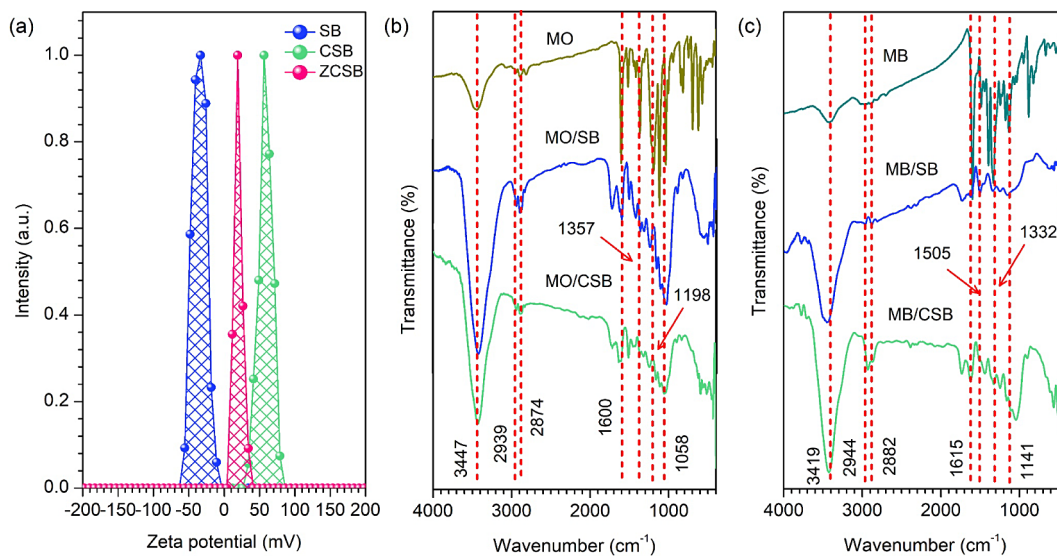 (a)
SB
CSB
ZCSB
1.0
0.8
0.6
0.4
0.2
0.0
Intensity (a.u.)
-200-150-100 -50 0 50 100 150 200
Zeta potential (mV)
(b)
MO
MO/SB
1357
MO/CSB
1198
3447
2939
2874
1600
1058
Transmittance (%)
4000 3000 2000 1000
Wavenumber (cm⁻¹)
(c)
MB
MB/SB
1505
1332
MB/CSB
3419
2944
2882
1615
1141
Transmittance (%)
4000 3000 2000 1000
Wavenumber (cm⁻¹)